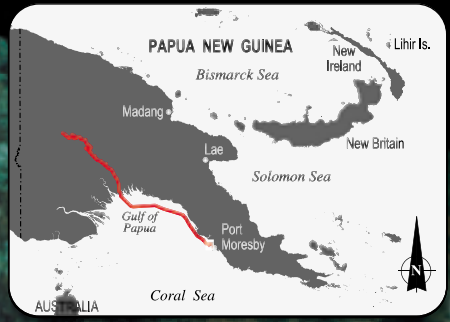 PAPUA NEW GUINEA
New
Ireland
Lihir Is.
Bismarck Sea
Madang
New Britain
Lae
Solomon Sea
Gulf of
Papua
Port
Moresby
N
Coral Sea
AUSTRALIA